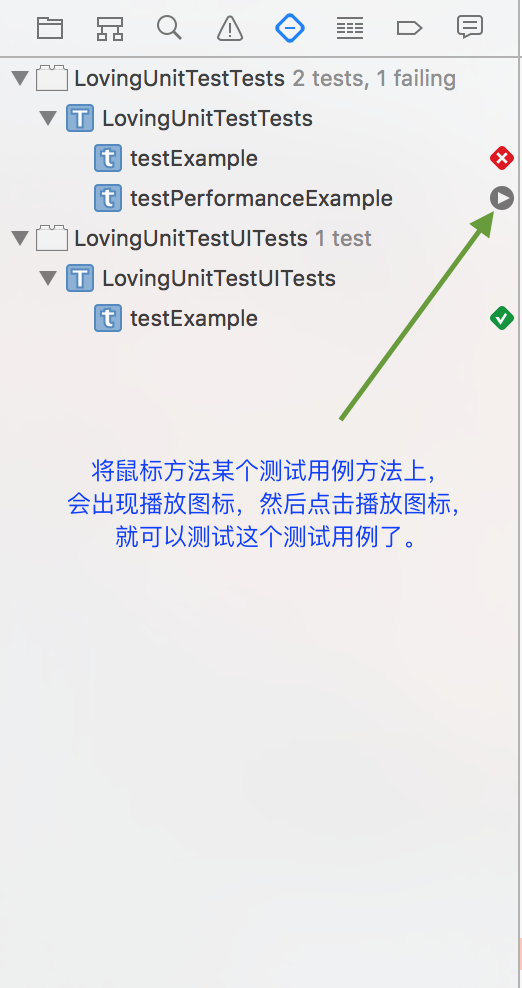 LovingUnitTestTests 2 tests, 1 failing
T LovingUnitTestTests
t testExample
t testPerformanceExample
LovingUnitTestUITests 1 test
T LovingUnitTestUITests
t testExample
将鼠标方法某个测试用例方法上，
会出现播放图标，然后点击播放图标，
就可以测试这个测试用例了。